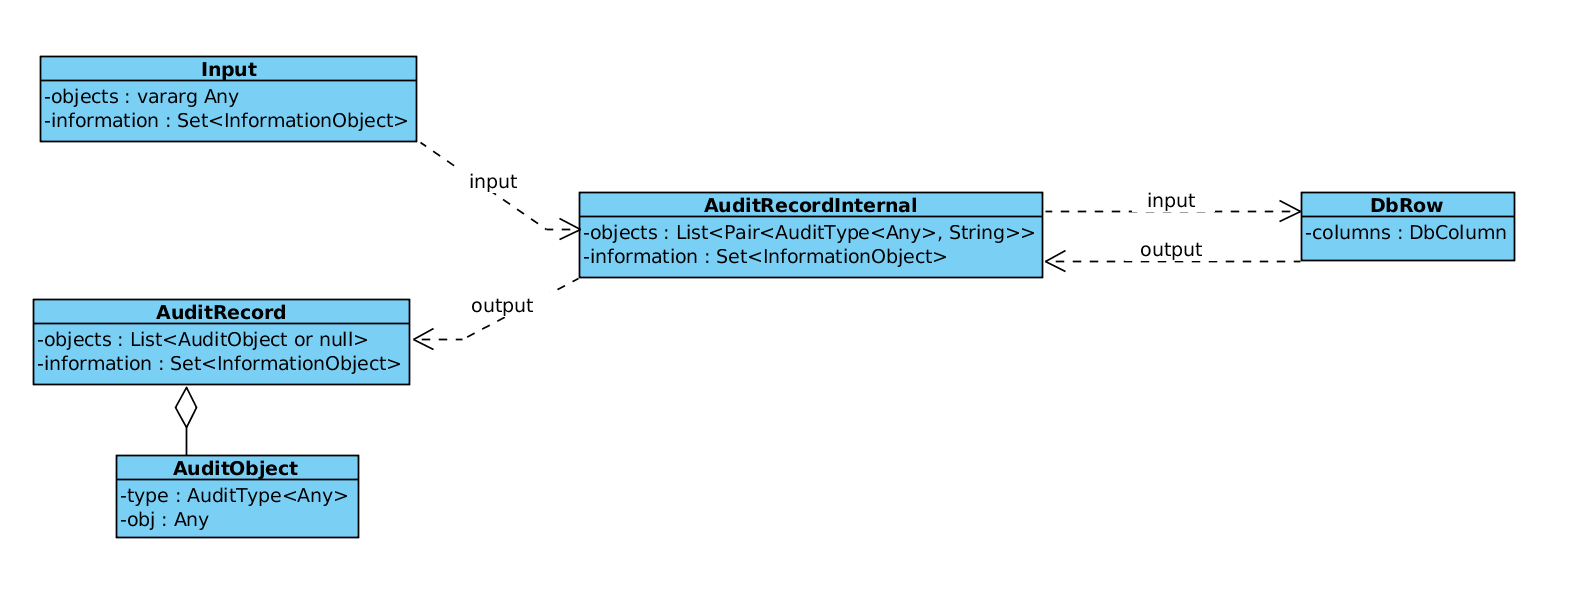 Input
-objects : vararg Any
-information : Set<InformationObject>
input
AuditRecordInternal
-objects : List<Pair<AuditType<Any>, String>>
-information : Set<InformationObject>
input
output
DbRow
-columns : DbColumn
output
AuditRecord
-objects : List<AuditObject or null>
-information : Set<InformationObject>
AuditObject
-type : AuditType<Any>
-obj : Any